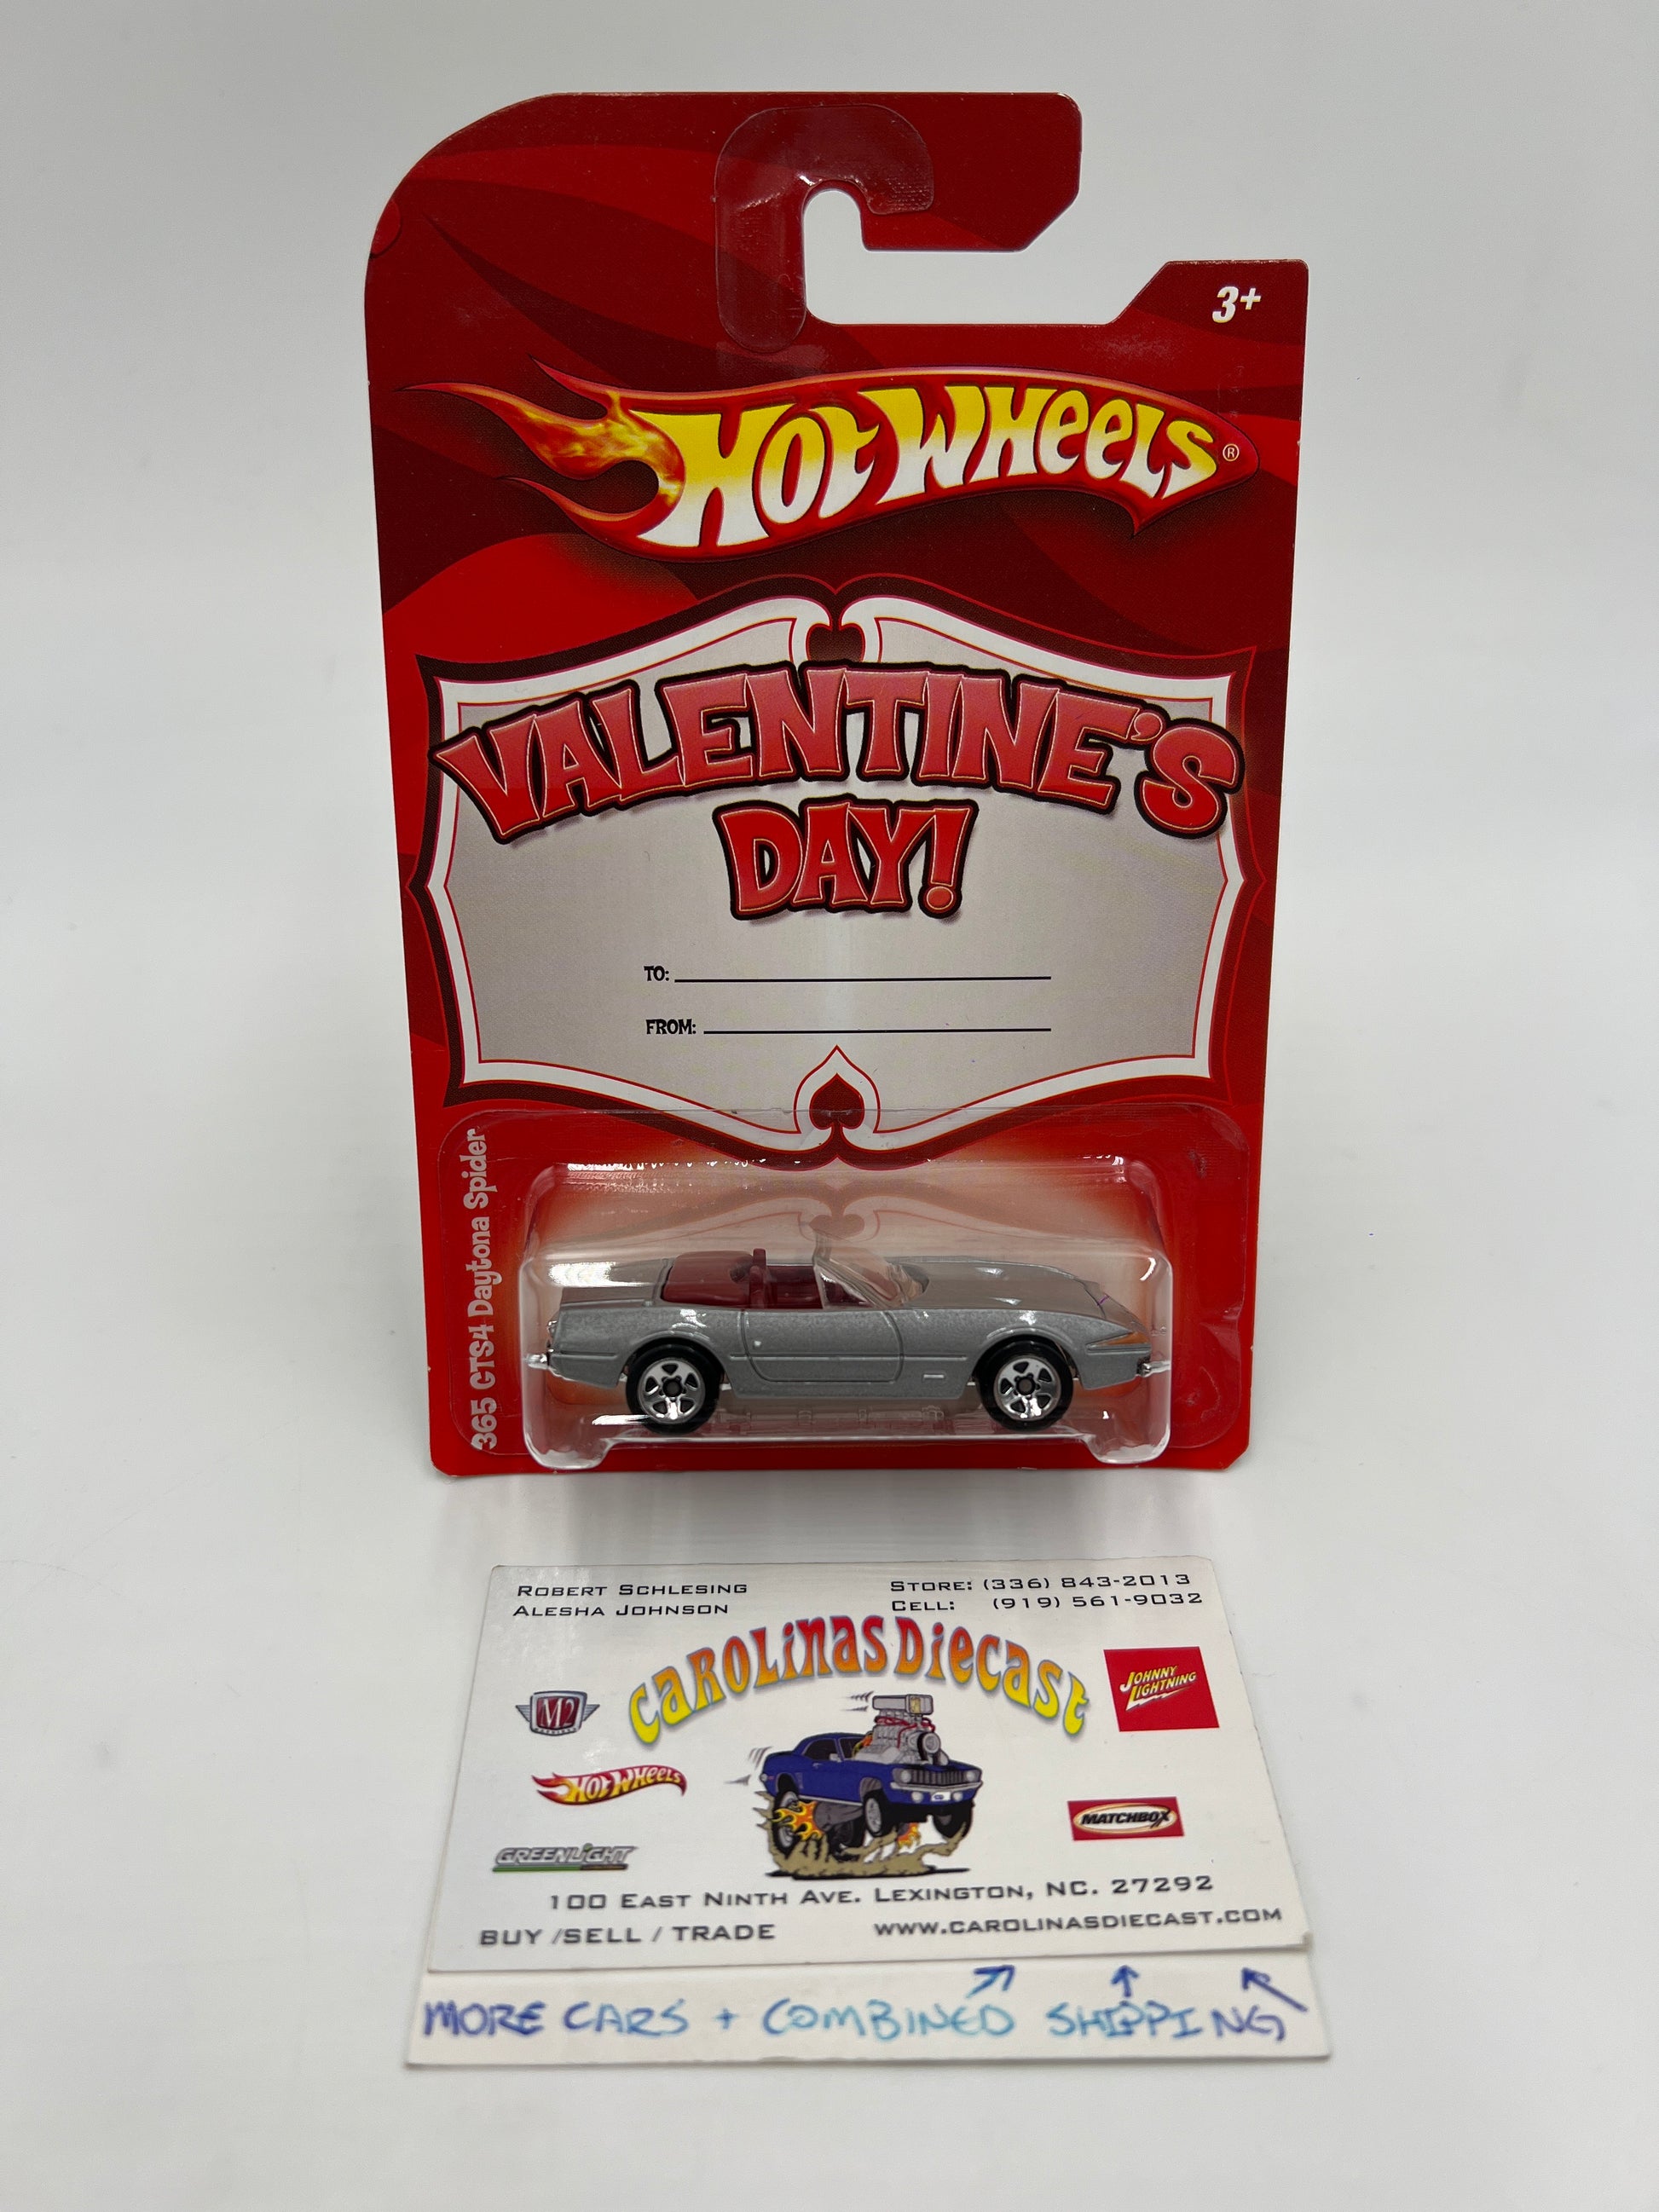 3+
Hot Wheels®
VALENTINE'S
DAY!
TO:
FROM:
365 GTS4 Daytona Spider
ROBERT SCHLESING
ALESHA JOHNSON
STORE: (336) 843-2013
CELL: (919) 561-9032
CAROLINAS DIECAST
M2
JOHNNY
LIGHTNING
Hot Wheels
MATCHBOX
GREENLIGHT
100 EAST NINTH AVE. LEXINGTON, NC. 27292
BUY /SELL / TRADE
WWW.CAROLINASDIECAST.COM
MORE CARS + COMBINED SHIPPING